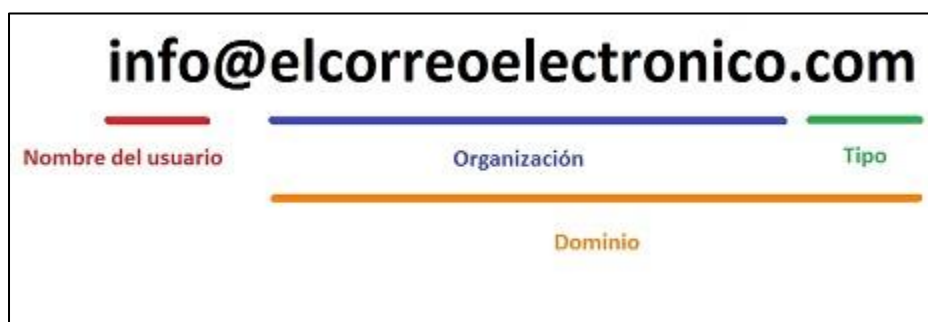 info@elcorreoelectronico.com
Nombre del usuario
Organización
Tipo
Dominio